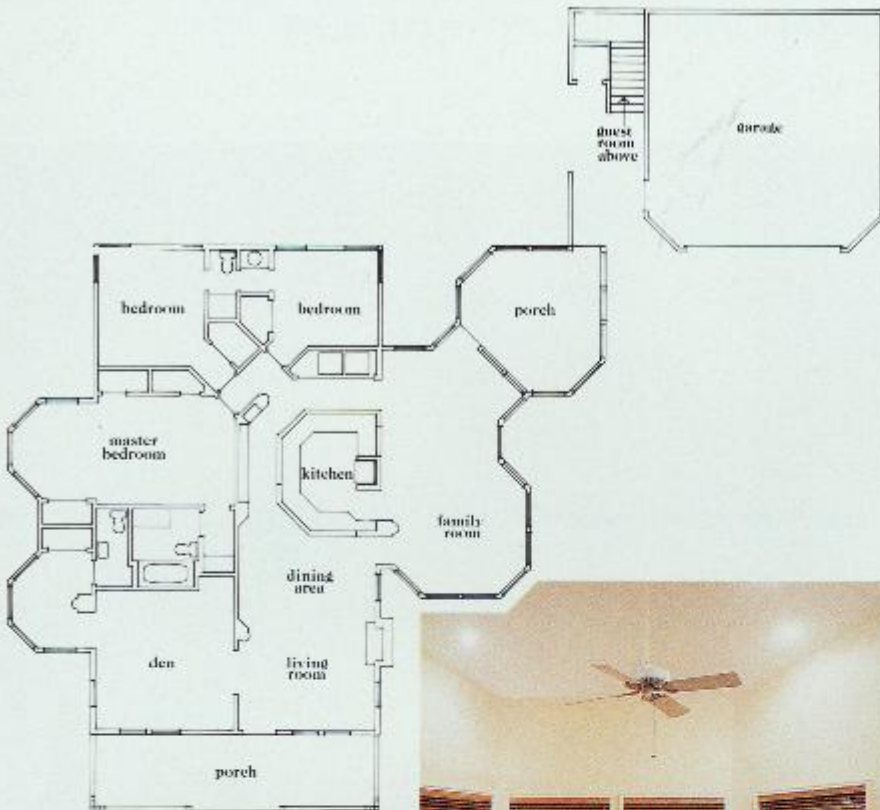 guest
room
above
garage
bedroom
bedroom
porch
master
bedroom
kitchen
family
room
dining
area
den
living
room
porch